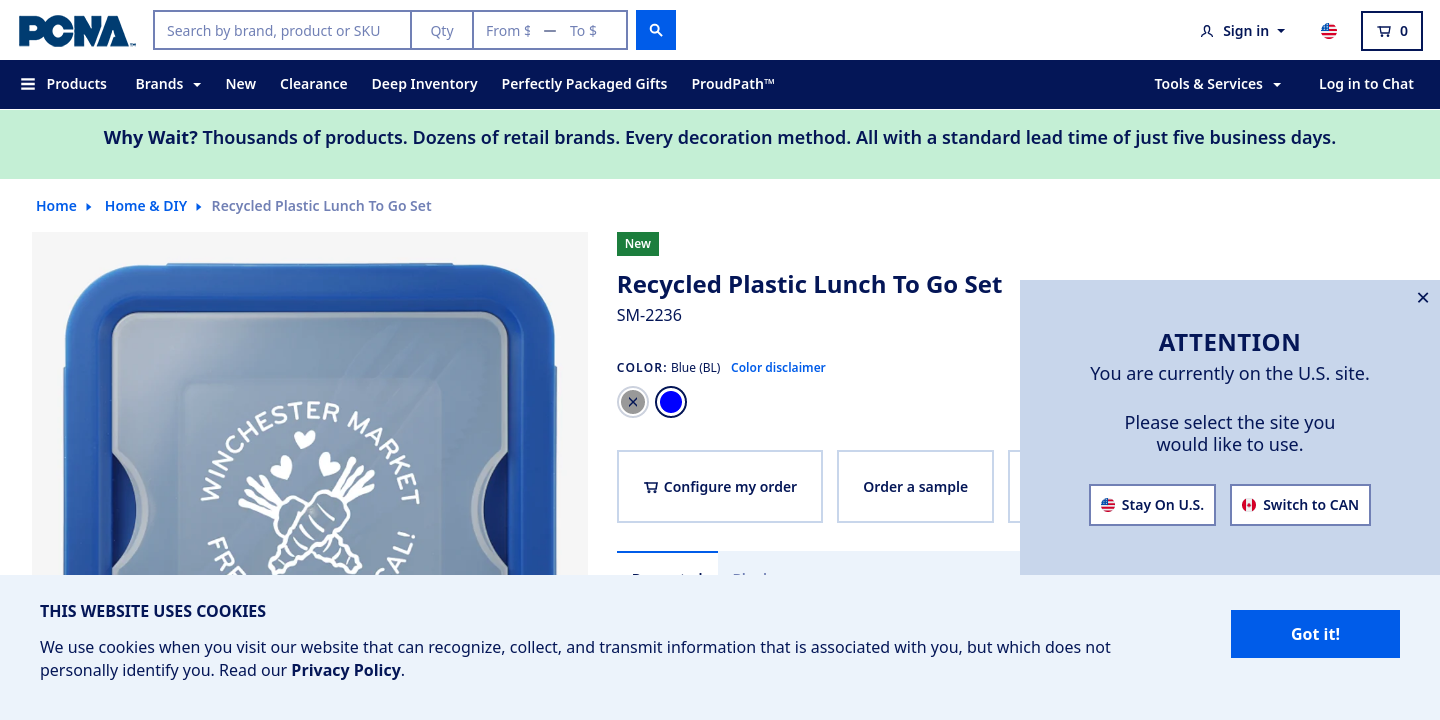 PCNA™
Search by brand, product or SKU
Qty
From $ — To $
Sign in
0
Products
Brands
New
Clearance
Deep Inventory
Perfectly Packaged Gifts
ProudPath™
Tools & Services
Log in to Chat
Why Wait? Thousands of products. Dozens of retail brands. Every decoration method. All with a standard lead time of just five business days.
Home
Home & DIY
Recycled Plastic Lunch To Go Set
WINCHESTER MARKET
New
Recycled Plastic Lunch To Go Set
SM-2236
COLOR: Blue (BL) Color disclaimer
Configure my order
Order a sample
×
ATTENTION
You are currently on the U.S. site.
Please select the site you
would like to use.
Stay On U.S.
Switch to CAN
THIS WEBSITE USES COOKIES
We use cookies when you visit our website that can recognize, collect, and transmit information that is associated with you, but which does not
personally identify you. Read our Privacy Policy.
Got it!